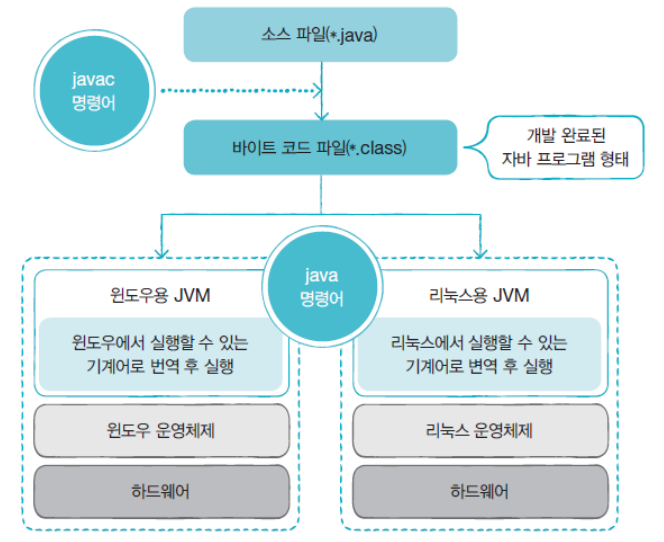 소스 파일(*.java)
javac
명령어
바이트 코드 파일(*.class)
개발 완료된
자바 프로그램 형태
java
명령어
윈도우용 JVM
윈도우에서 실행할 수 있는
기계어로 번역 후 실행
윈도우 운영체제
하드웨어
리눅스용 JVM
리눅스에서 실행할 수 있는
기계어로 변역 후 실행
리눅스 운영체제
하드웨어